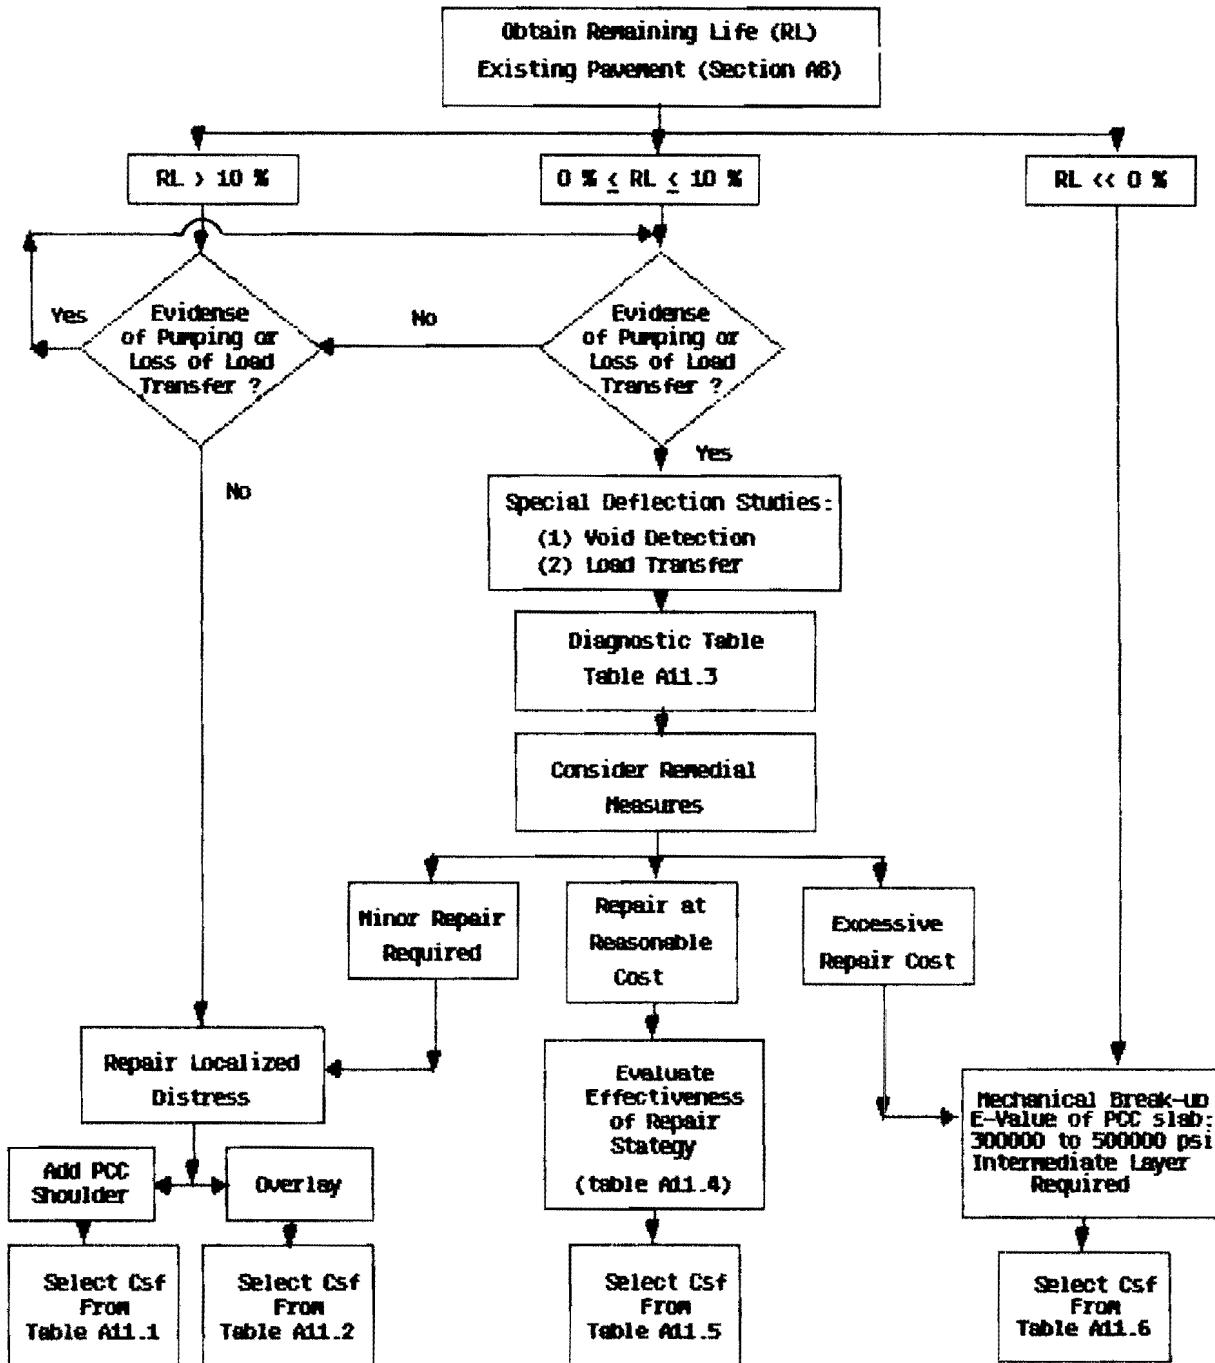 Obtain Remaining Life (RL)
Existing Pavement (Section A6)
RL > 10 %
0 % ≤ RL ≤ 10 %
RL << 0 %
Yes
Evidense
of Pumping or
Loss of Load
Transfer ?
No
Evidense
of Pumping or
Loss of Load
Transfer ?
Yes
No
Special Deflection Studies:
(1) Void Detection
(2) Load Transfer
Diagnostic Table
Table A11.3
Consider Remedial
Measures
Minor Repair
Required
Repair at
Reasonable
Cost
Excessive
Repair Cost
Repair Localized
Distress
Evaluate
Effectiveness
of Repair
Stategy
(table A11.4)
Mechanical Break-up
E-Value of PCC slab:
300000 to 500000 psi
Intermediate Layer
Required
Add PCC
Shoulder
Overlay
Select Csf
From
Table A11.1
Select Csf
From
Table A11.2
Select Csf
From
Table A11.5
Select Csf
From
Table A11.6